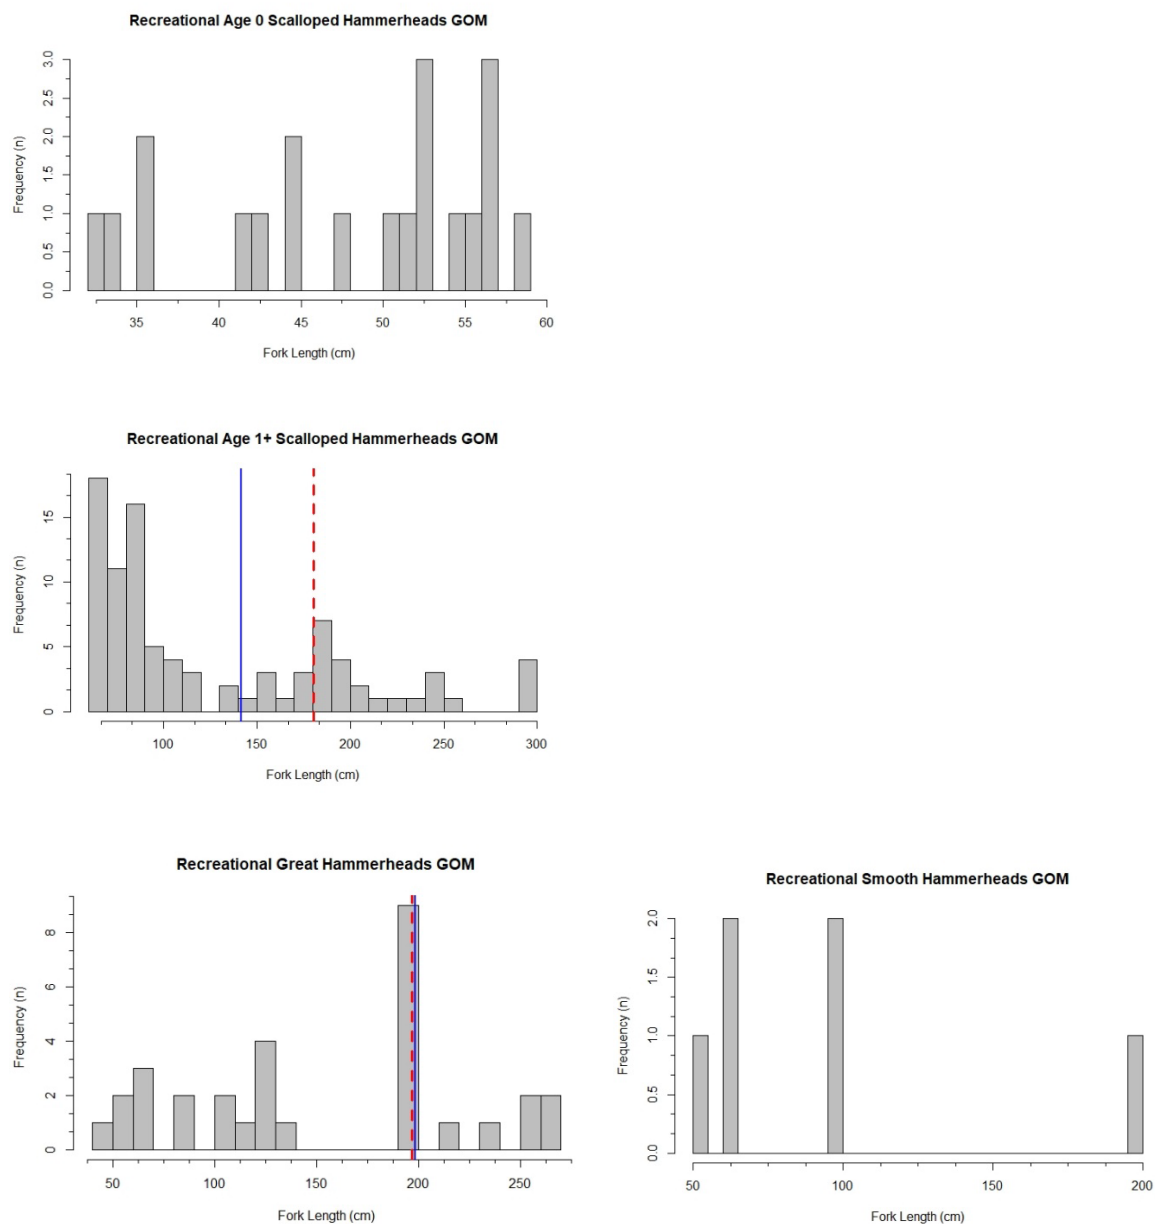 Recreational Age 0 Scalloped Hammerheads GOM
Frequency (n)
0.0 0.5 1.0 1.5 2.0 2.5 3.0
35 40 45 50 55 60
Fork Length (cm)
Recreational Age 1+ Scalloped Hammerheads GOM
Frequency (n)
0 5 10 15
100 150 200 250 300
Fork Length (cm)
Recreational Great Hammerheads GOM
Frequency (n)
0 2 4 6 8
50 100 150 200 250
Fork Length (cm)
Recreational Smooth Hammerheads GOM
Frequency (n)
0.0 0.5 1.0 1.5 2.0
50 100 150 200
Fork Length (cm)